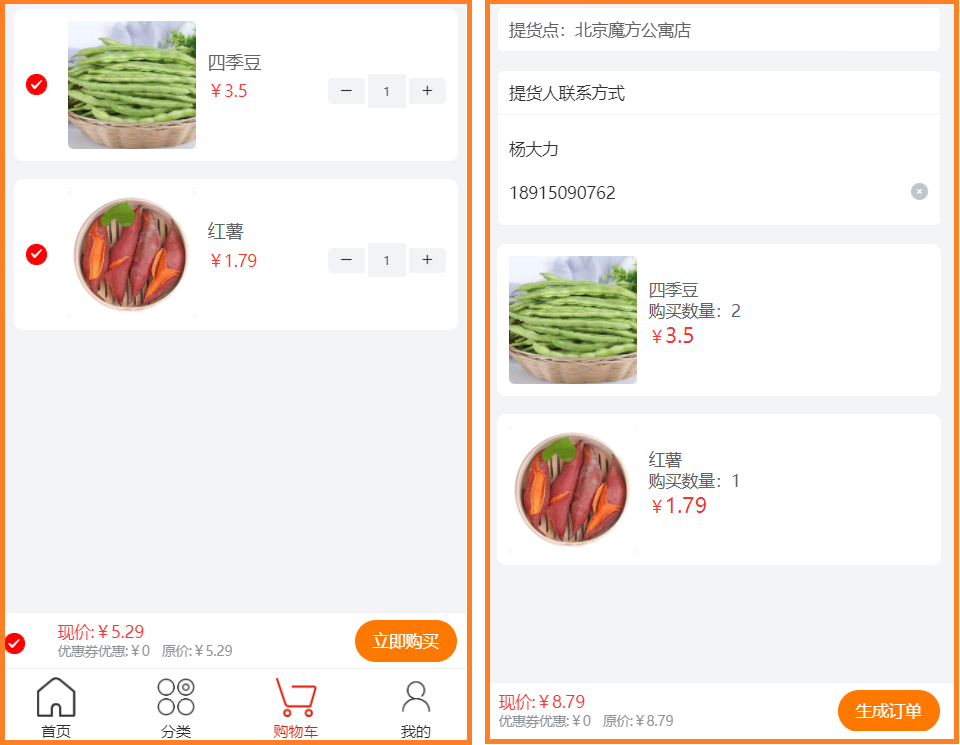 四季豆
￥3.5
− 1 +
红薯
￥1.79
− 1 +
现价:￥5.29
优惠券优惠:￥0 原价:￥5.29
立即购买
首页
分类
购物车
我的
提货点：北京魔方公寓店
提货人联系方式
杨大力
18915090762
四季豆
购买数量：2
￥3.5
红薯
购买数量：1
￥1.79
现价:￥8.79
优惠券优惠:￥0 原价:￥8.79
生成订单